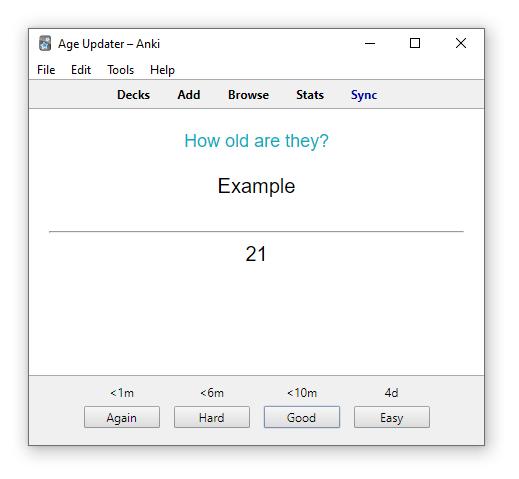 Age Updater – Anki
File Edit Tools Help
Decks Add Browse Stats Sync
How old are they?
Example
21
<1m <6m <10m 4d
Again Hard Good Easy